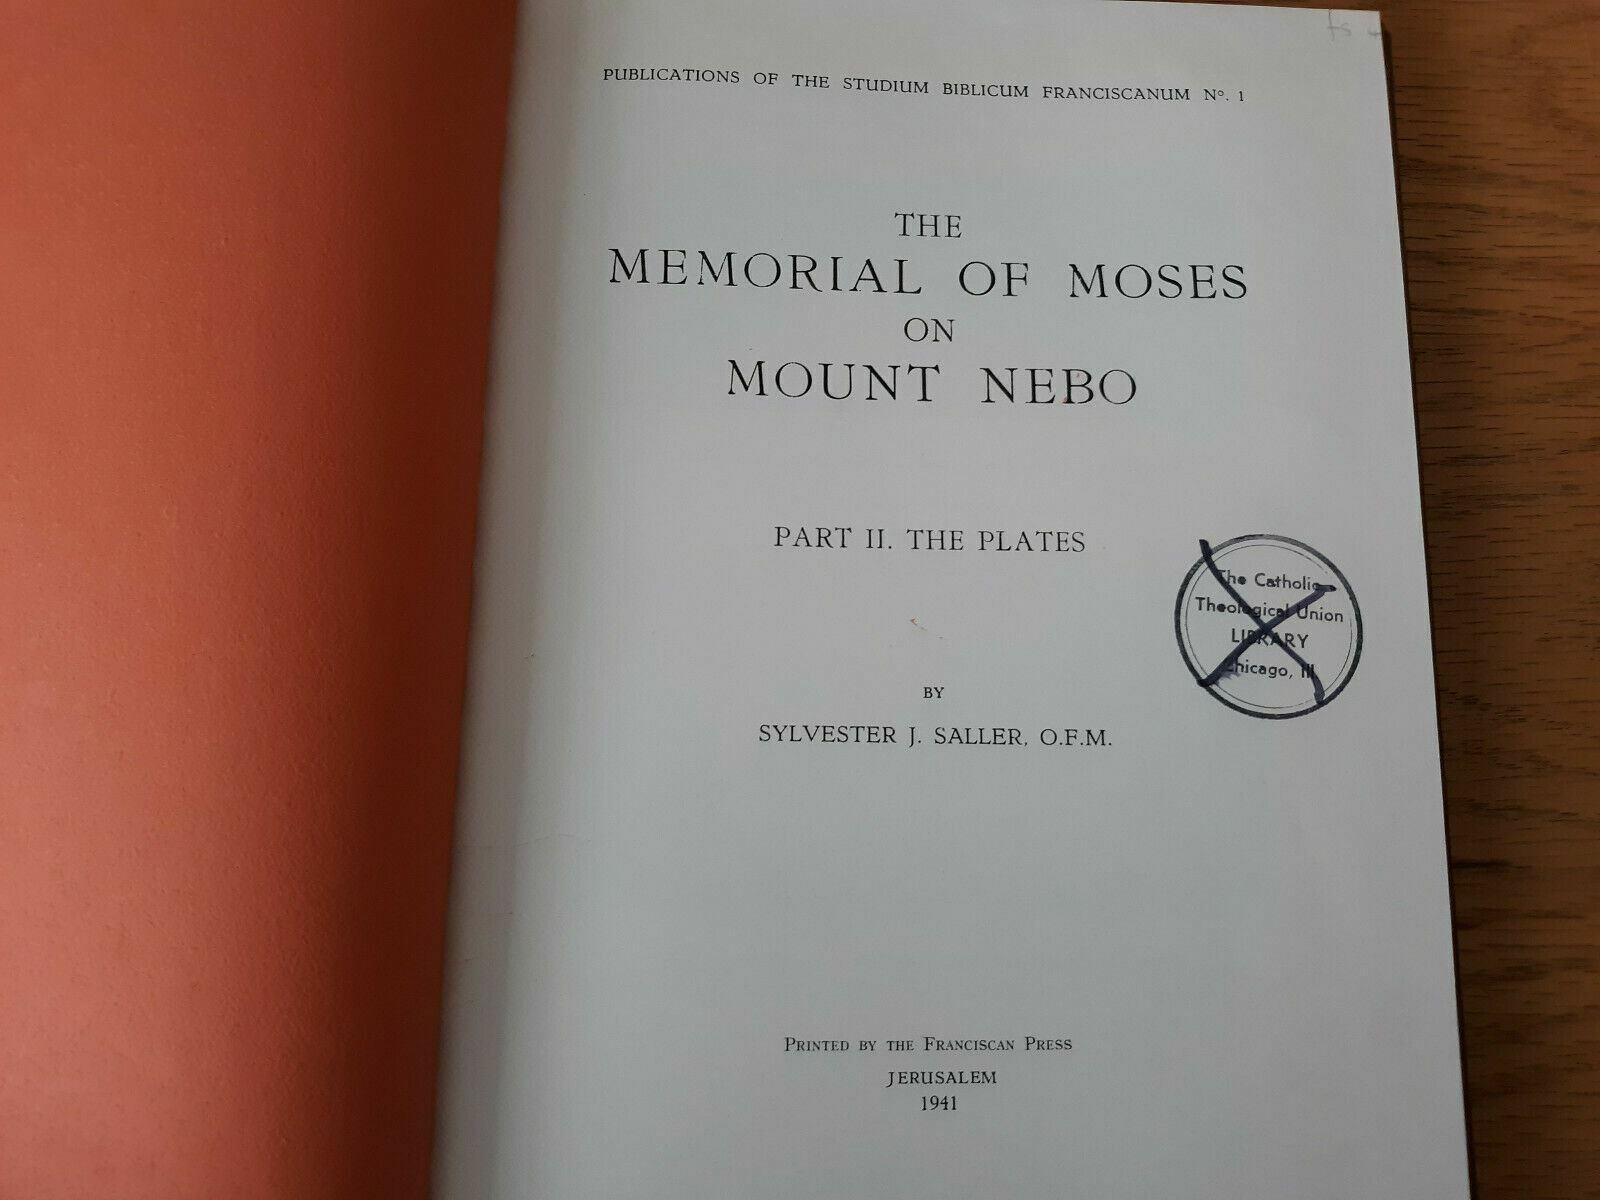 PUBLICATIONS OF THE STUDIUM BIBLICUM FRANCISCANUM Nº. 1
THE
MEMORIAL OF MOSES
ON
MOUNT NEBO
PART II. THE PLATES
The Catholic
Theological Union
LIBRARY
Chicago, Ill
BY
SYLVESTER J. SALLER, O.F.M.
PRINTED BY THE FRANCISCAN PRESS
JERUSALEM
1941